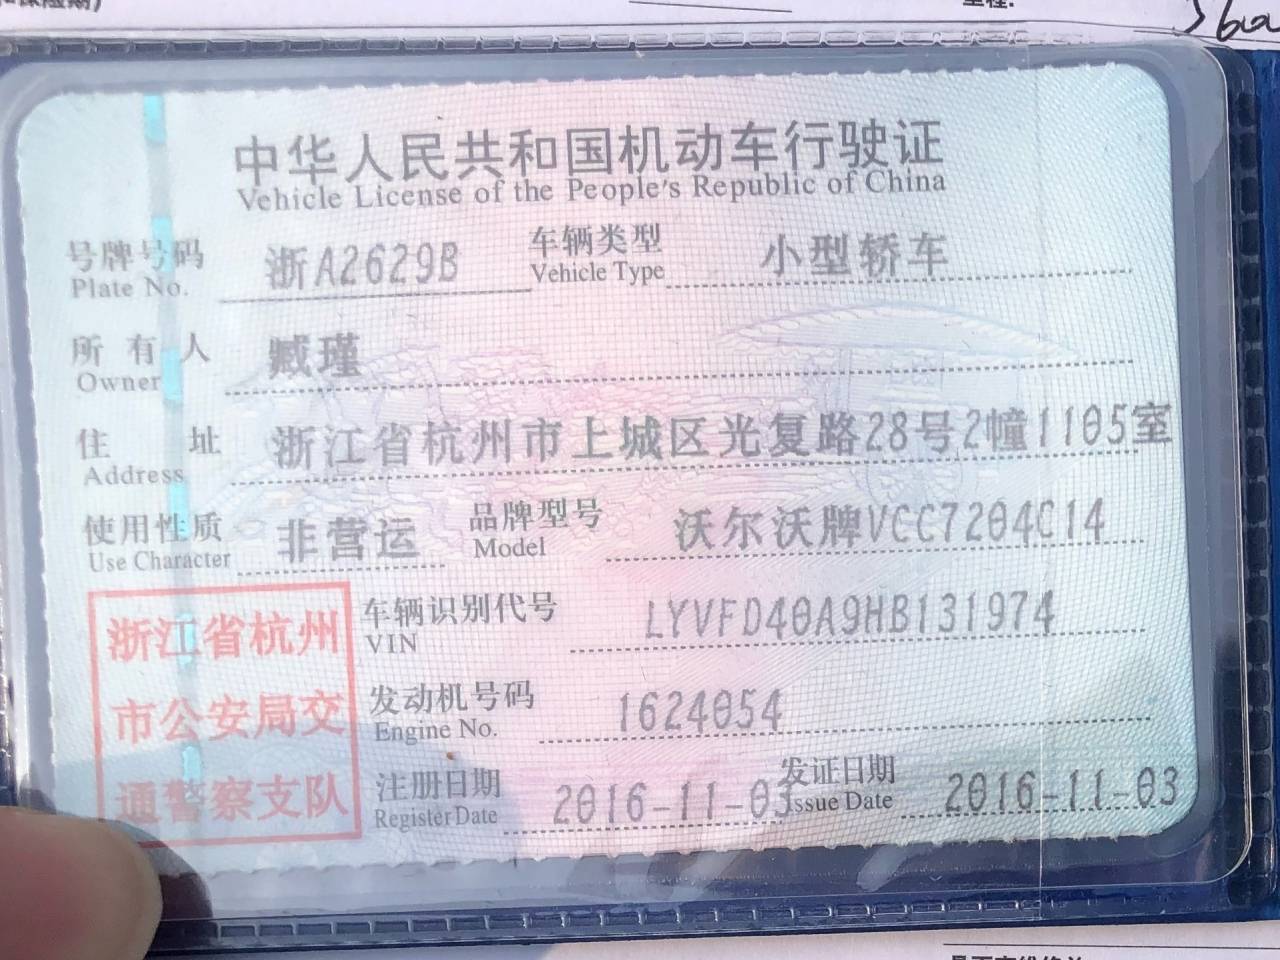 里程:
中华人民共和国机动车行驶证
Vehicle License of the People's Republic of China
号牌号码 浙A2629B 车辆类型 小型轿车
Plate No. Vehicle Type
所有人 臧瑾
Owner
住址 浙江省杭州市上城区光复路28号2幢1105室
Address
使用性质 非营运 品牌型号 沃尔沃牌VCC7204C14
Use Character Model
车辆识别代号 LYVFD40A9HB131974
VIN
发动机号码 1624054
Engine No.
注册日期 2016-11-03 发证日期 2016-11-03
Register Date Issue Date
浙江省杭州
市公安局交
通警察支队